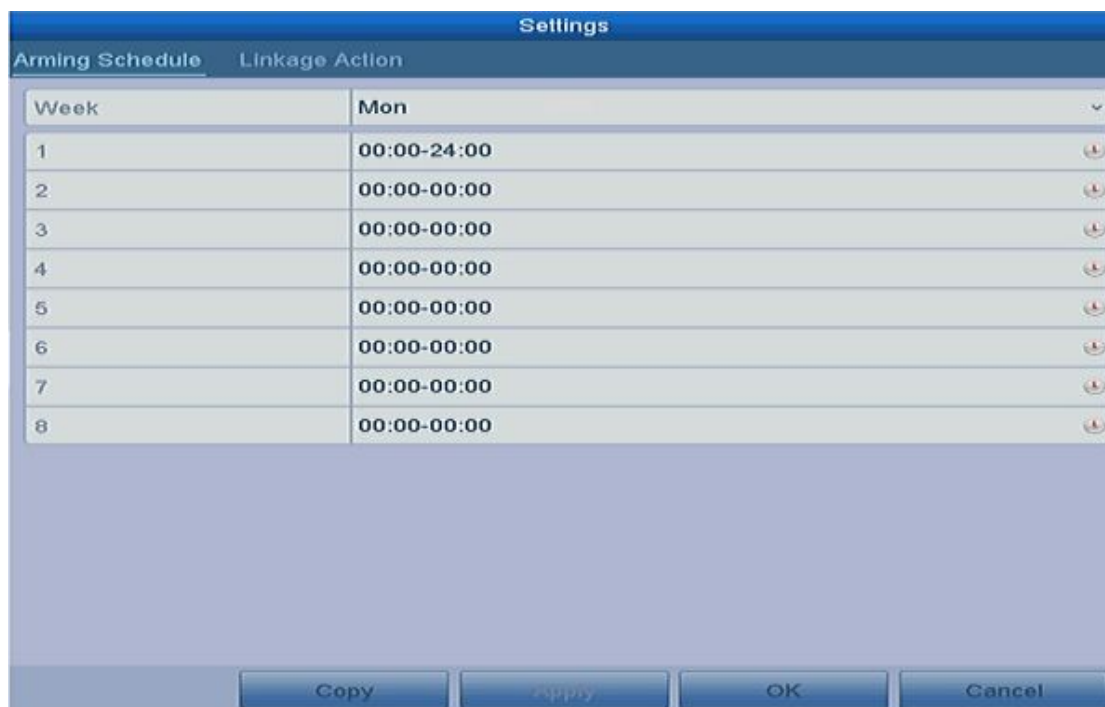 Settings
Arming Schedule Linkage Action
Week Mon
1 00:00-24:00
2 00:00-00:00
3 00:00-00:00
4 00:00-00:00
5 00:00-00:00
6 00:00-00:00
7 00:00-00:00
8 00:00-00:00
Copy Apply OK Cancel